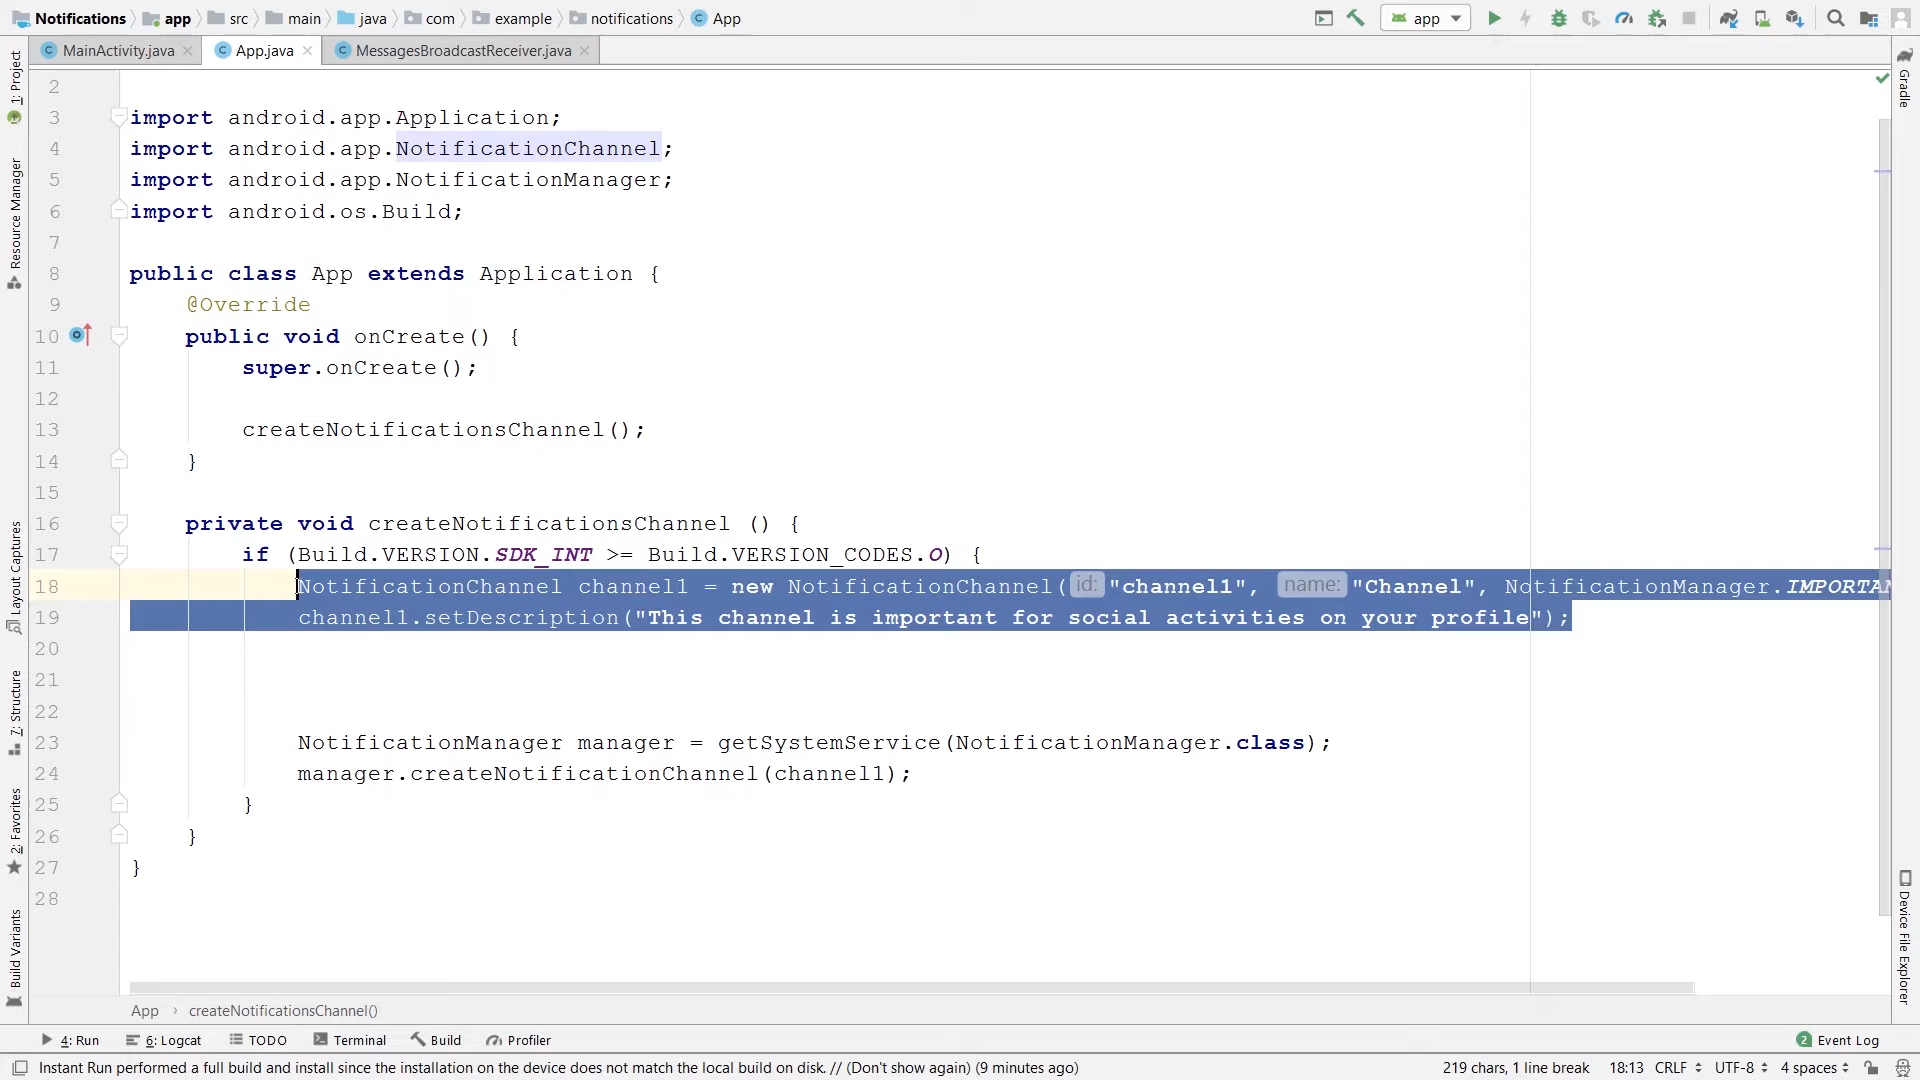 Notifications app src main java com example notifications App app
MainActivity.java App.java MessagesBroadcastReceiver.java
1: Project
Resource Manager
Layout Captures
7: Structure
2: Favorites
Build Variants
2
3 import android.app.Application;
4 import android.app.NotificationChannel;
5 import android.app.NotificationManager;
6 import android.os.Build;
7
8 public class App extends Application {
9 @Override
10 public void onCreate() {
11 super.onCreate();
12
13 createNotificationsChannel();
14 }
15
16 private void createNotificationsChannel () {
17 if (Build.VERSION.SDK_INT >= Build.VERSION_CODES.O) {
18 NotificationChannel channel1 = new NotificationChannel( id: "channel1", name: "Channel", NotificationManager.IMPORTAN
19 channel1.setDescription("This channel is important for social activities on your profile");
20
21
22
23 NotificationManager manager = getSystemService(NotificationManager.class);
24 manager.createNotificationChannel(channel1);
25 }
26 }
27 }
28
Gradle
Device File Explorer
App createNotificationsChannel()
4: Run 6: Logcat TODO Terminal Build Profiler 2 Event Log
Instant Run performed a full build and install since the installation on the device does not match the local build on disk. // (Don't show again) (9 minutes ago) 219 chars, 1 line break 18:13 CRLF UTF-8 4 spaces